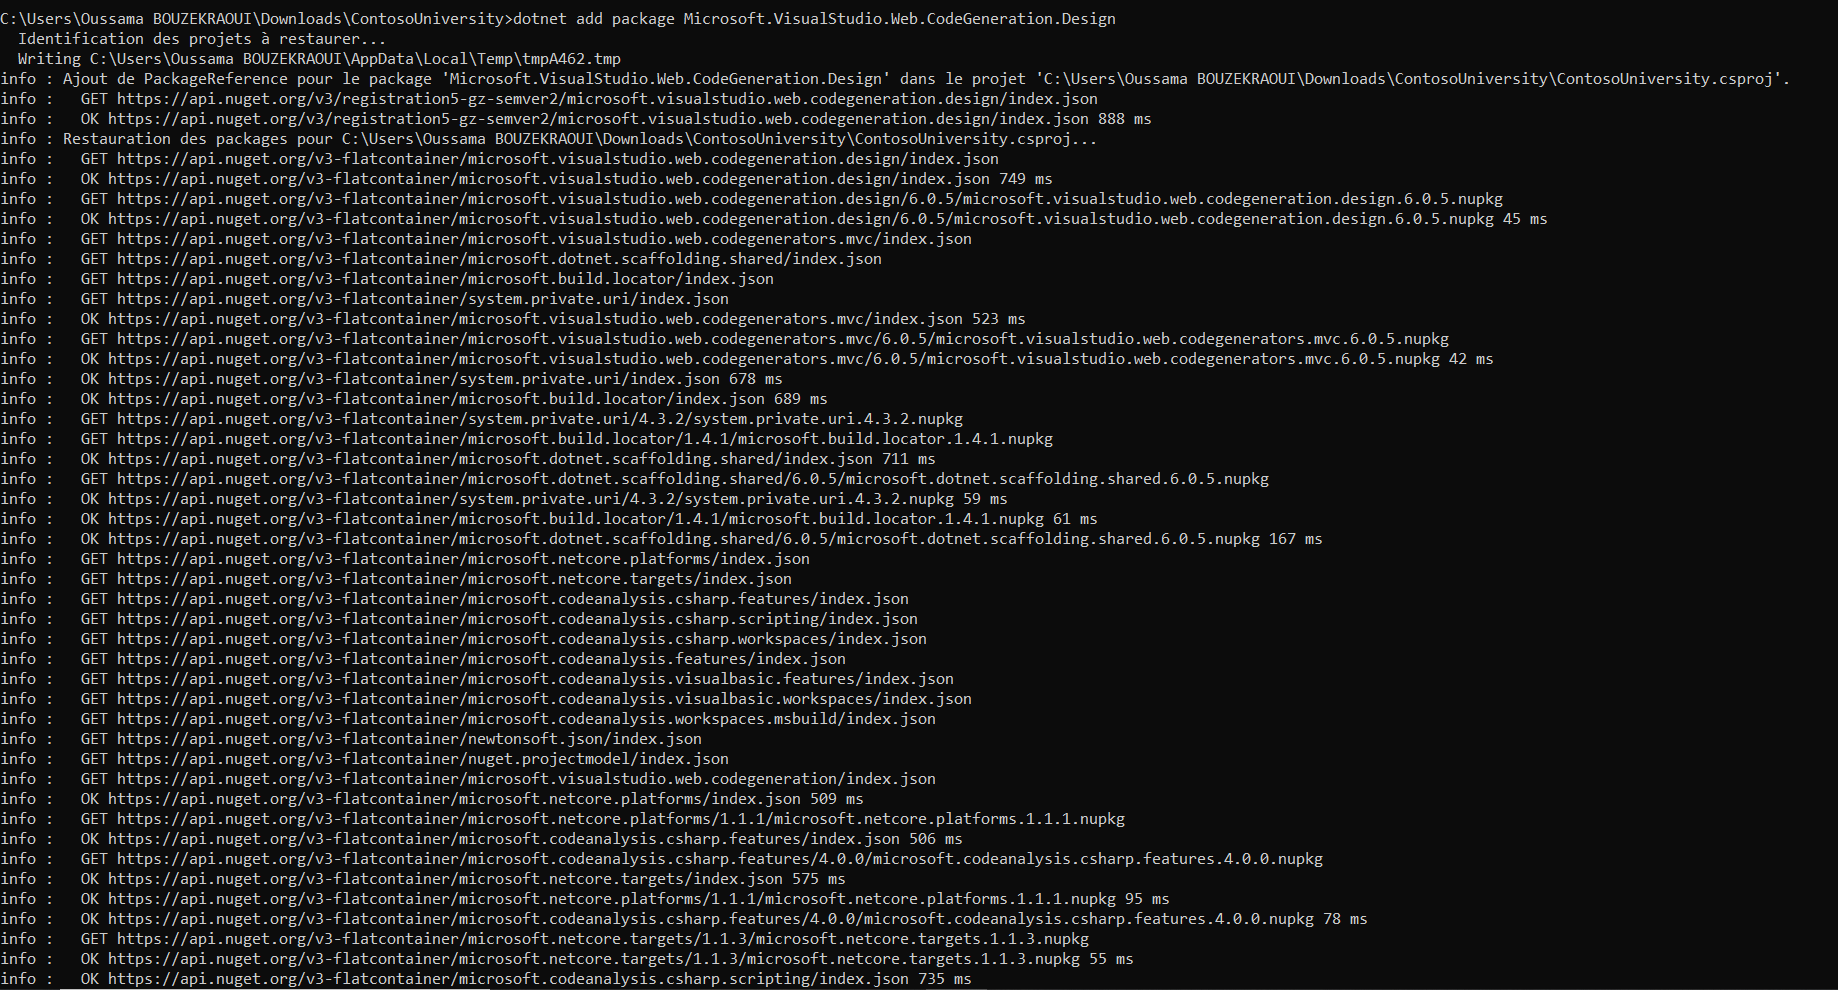 C:\Users\Oussama BOUZEKRAOUI\Downloads\ContosoUniversity>dotnet add package Microsoft.VisualStudio.Web.CodeGeneration.Design
  Identification des projets à restaurer...
  Writing C:\Users\Oussama BOUZEKRAOUI\AppData\Local\Temp\tmpA462.tmp
info : Ajout de PackageReference pour le package 'Microsoft.VisualStudio.Web.CodeGeneration.Design' dans le projet 'C:\Users\Oussama BOUZEKRAOUI\Downloads\ContosoUniversity\ContosoUniversity.csproj'.
info :   GET https://api.nuget.org/v3/registration5-gz-semver2/microsoft.visualstudio.web.codegeneration.design/index.json
info :   OK https://api.nuget.org/v3/registration5-gz-semver2/microsoft.visualstudio.web.codegeneration.design/index.json 888 ms
info : Restauration des packages pour C:\Users\Oussama BOUZEKRAOUI\Downloads\ContosoUniversity\ContosoUniversity.csproj...
info :   GET https://api.nuget.org/v3-flatcontainer/microsoft.visualstudio.web.codegeneration.design/index.json
info :   OK https://api.nuget.org/v3-flatcontainer/microsoft.visualstudio.web.codegeneration.design/index.json 749 ms
info :   GET https://api.nuget.org/v3-flatcontainer/microsoft.visualstudio.web.codegeneration.design/6.0.5/microsoft.visualstudio.web.codegeneration.design.6.0.5.nupkg
info :   OK https://api.nuget.org/v3-flatcontainer/microsoft.visualstudio.web.codegeneration.design/6.0.5/microsoft.visualstudio.web.codegeneration.design.6.0.5.nupkg 45 ms
info :   GET https://api.nuget.org/v3-flatcontainer/microsoft.visualstudio.web.codegenerators.mvc/index.json
info :   GET https://api.nuget.org/v3-flatcontainer/microsoft.dotnet.scaffolding.shared/index.json
info :   GET https://api.nuget.org/v3-flatcontainer/microsoft.build.locator/index.json
info :   GET https://api.nuget.org/v3-flatcontainer/system.private.uri/index.json
info :   OK https://api.nuget.org/v3-flatcontainer/microsoft.visualstudio.web.codegenerators.mvc/index.json 523 ms
info :   GET https://api.nuget.org/v3-flatcontainer/microsoft.visualstudio.web.codegenerators.mvc/6.0.5/microsoft.visualstudio.web.codegenerators.mvc.6.0.5.nupkg
info :   OK https://api.nuget.org/v3-flatcontainer/microsoft.visualstudio.web.codegenerators.mvc/6.0.5/microsoft.visualstudio.web.codegenerators.mvc.6.0.5.nupkg 42 ms
info :   OK https://api.nuget.org/v3-flatcontainer/system.private.uri/index.json 678 ms
info :   OK https://api.nuget.org/v3-flatcontainer/microsoft.build.locator/index.json 689 ms
info :   GET https://api.nuget.org/v3-flatcontainer/system.private.uri/4.3.2/system.private.uri.4.3.2.nupkg
info :   GET https://api.nuget.org/v3-flatcontainer/microsoft.build.locator/1.4.1/microsoft.build.locator.1.4.1.nupkg
info :   OK https://api.nuget.org/v3-flatcontainer/microsoft.dotnet.scaffolding.shared/index.json 711 ms
info :   GET https://api.nuget.org/v3-flatcontainer/microsoft.dotnet.scaffolding.shared/6.0.5/microsoft.dotnet.scaffolding.shared.6.0.5.nupkg
info :   OK https://api.nuget.org/v3-flatcontainer/system.private.uri/4.3.2/system.private.uri.4.3.2.nupkg 59 ms
info :   OK https://api.nuget.org/v3-flatcontainer/microsoft.build.locator/1.4.1/microsoft.build.locator.1.4.1.nupkg 61 ms
info :   OK https://api.nuget.org/v3-flatcontainer/microsoft.dotnet.scaffolding.shared/6.0.5/microsoft.dotnet.scaffolding.shared.6.0.5.nupkg 167 ms
info :   GET https://api.nuget.org/v3-flatcontainer/microsoft.netcore.platforms/index.json
info :   GET https://api.nuget.org/v3-flatcontainer/microsoft.netcore.targets/index.json
info :   GET https://api.nuget.org/v3-flatcontainer/microsoft.codeanalysis.csharp.features/index.json
info :   GET https://api.nuget.org/v3-flatcontainer/microsoft.codeanalysis.csharp.scripting/index.json
info :   GET https://api.nuget.org/v3-flatcontainer/microsoft.codeanalysis.csharp.workspaces/index.json
info :   GET https://api.nuget.org/v3-flatcontainer/microsoft.codeanalysis.features/index.json
info :   GET https://api.nuget.org/v3-flatcontainer/microsoft.codeanalysis.visualbasic.features/index.json
info :   GET https://api.nuget.org/v3-flatcontainer/microsoft.codeanalysis.visualbasic.workspaces/index.json
info :   GET https://api.nuget.org/v3-flatcontainer/microsoft.codeanalysis.workspaces.msbuild/index.json
info :   GET https://api.nuget.org/v3-flatcontainer/newtonsoft.json/index.json
info :   GET https://api.nuget.org/v3-flatcontainer/nuget.projectmodel/index.json
info :   GET https://api.nuget.org/v3-flatcontainer/microsoft.visualstudio.web.codegeneration/index.json
info :   OK https://api.nuget.org/v3-flatcontainer/microsoft.netcore.platforms/index.json 509 ms
info :   GET https://api.nuget.org/v3-flatcontainer/microsoft.netcore.platforms/1.1.1/microsoft.netcore.platforms.1.1.1.nupkg
info :   OK https://api.nuget.org/v3-flatcontainer/microsoft.codeanalysis.csharp.features/index.json 506 ms
info :   GET https://api.nuget.org/v3-flatcontainer/microsoft.codeanalysis.csharp.features/4.0.0/microsoft.codeanalysis.csharp.features.4.0.0.nupkg
info :   OK https://api.nuget.org/v3-flatcontainer/microsoft.netcore.targets/index.json 575 ms
info :   OK https://api.nuget.org/v3-flatcontainer/microsoft.netcore.platforms/1.1.1/microsoft.netcore.platforms.1.1.1.nupkg 95 ms
info :   OK https://api.nuget.org/v3-flatcontainer/microsoft.codeanalysis.csharp.features/4.0.0/microsoft.codeanalysis.csharp.features.4.0.0.nupkg 78 ms
info :   GET https://api.nuget.org/v3-flatcontainer/microsoft.netcore.targets/1.1.3/microsoft.netcore.targets.1.1.3.nupkg
info :   OK https://api.nuget.org/v3-flatcontainer/microsoft.netcore.targets/1.1.3/microsoft.netcore.targets.1.1.3.nupkg 55 ms
info :   OK https://api.nuget.org/v3-flatcontainer/microsoft.codeanalysis.csharp.scripting/index.json 735 ms